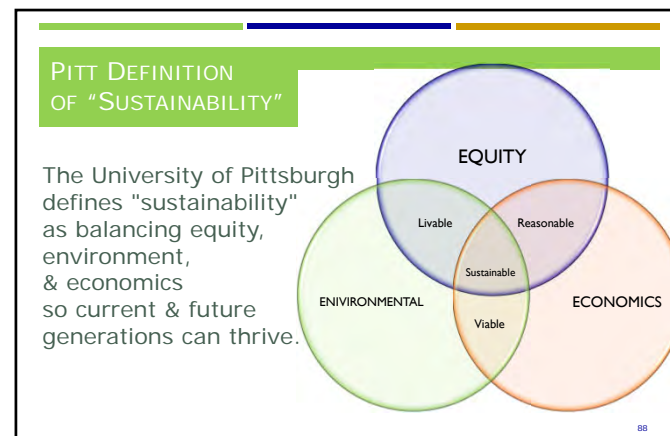 PITT DEFINITION
OF "SUSTAINABILITY"
The University of Pittsburgh
defines "sustainability"
as balancing equity,
environment,
& economics
so current & future
generations can thrive.
EQUITY
Livable
Reasonable
Sustainable
ENIVIRONMENTAL
ECONOMICS
Viable
88